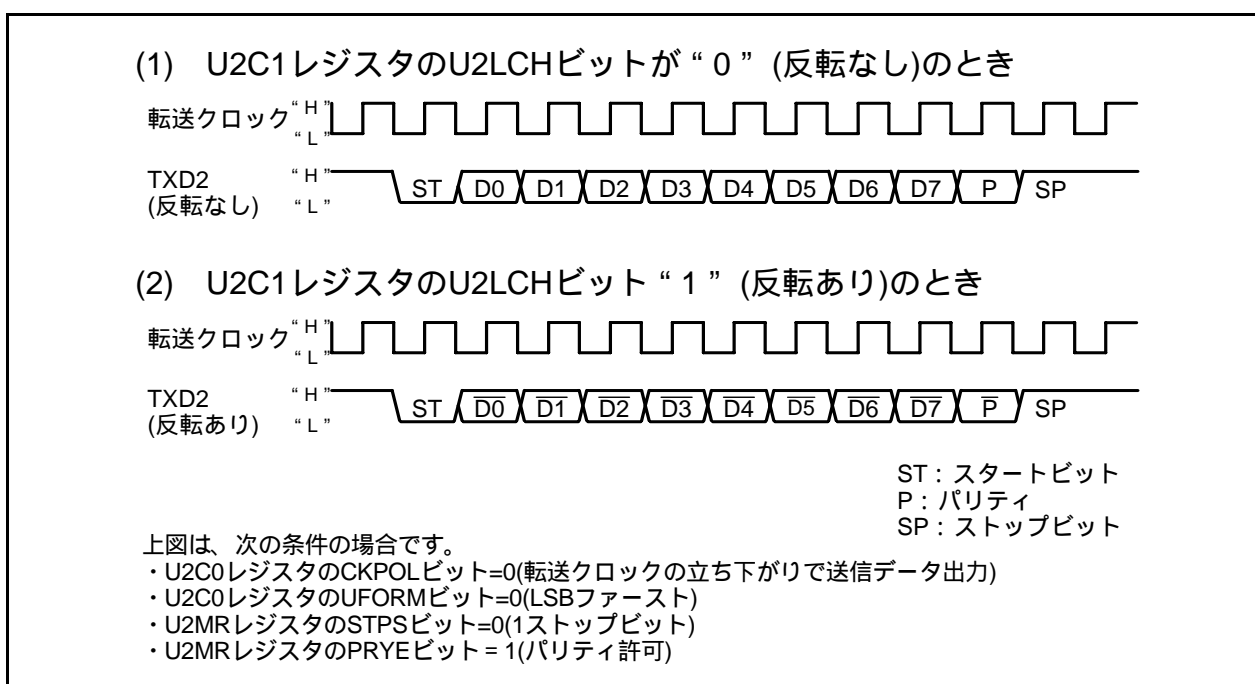 (1) U2C1レジスタのU2LCHビットが“0”(反転なし)のとき
転送クロック “H”
“L”
TXD2 “H”
(反転なし) “L”
ST D0 D1 D2 D3 D4 D5 D6 D7 P SP
(2) U2C1レジスタのU2LCHビット“1”(反転あり)のとき
転送クロック “H”
“L”
TXD2 “H”
(反転あり) “L”
ST D̅0̅ D̅1̅ D̅2̅ D̅3̅ D̅4̅ D̅5̅ D̅6̅ D̅7̅ P̅ SP
ST:スタートビット
P:パリティ
SP:ストップビット
上図は、次の条件の場合です。
・U2C0レジスタのCKPOLビット=0(転送クロックの立ち下がりで送信データ出力)
・U2C0レジスタのUFORMビット=0(LSBファースト)
・U2MRレジスタのSTPSビット=0(1ストップビット)
・U2MRレジスタのPRYEビット=1(パリティ許可)